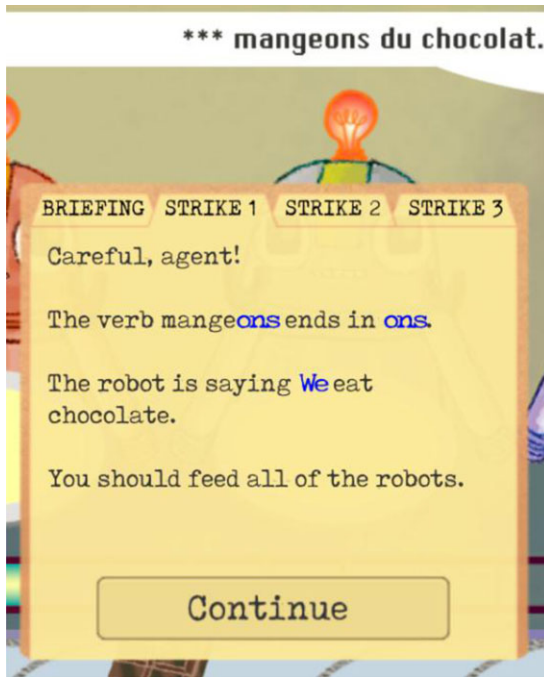 *** mangeons du chocolat.
BRIEFING STRIKE 1 STRIKE 2 STRIKE 3
Careful, agent!
The verb mangeons ends in ons.
The robot is saying We eat
chocolate.
You should feed all of the robots.
Continue